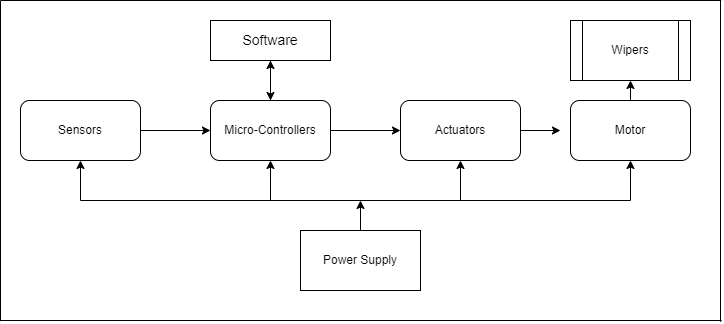 Software
Wipers
Sensors
Micro-Controllers
Actuators
Motor
Power Supply